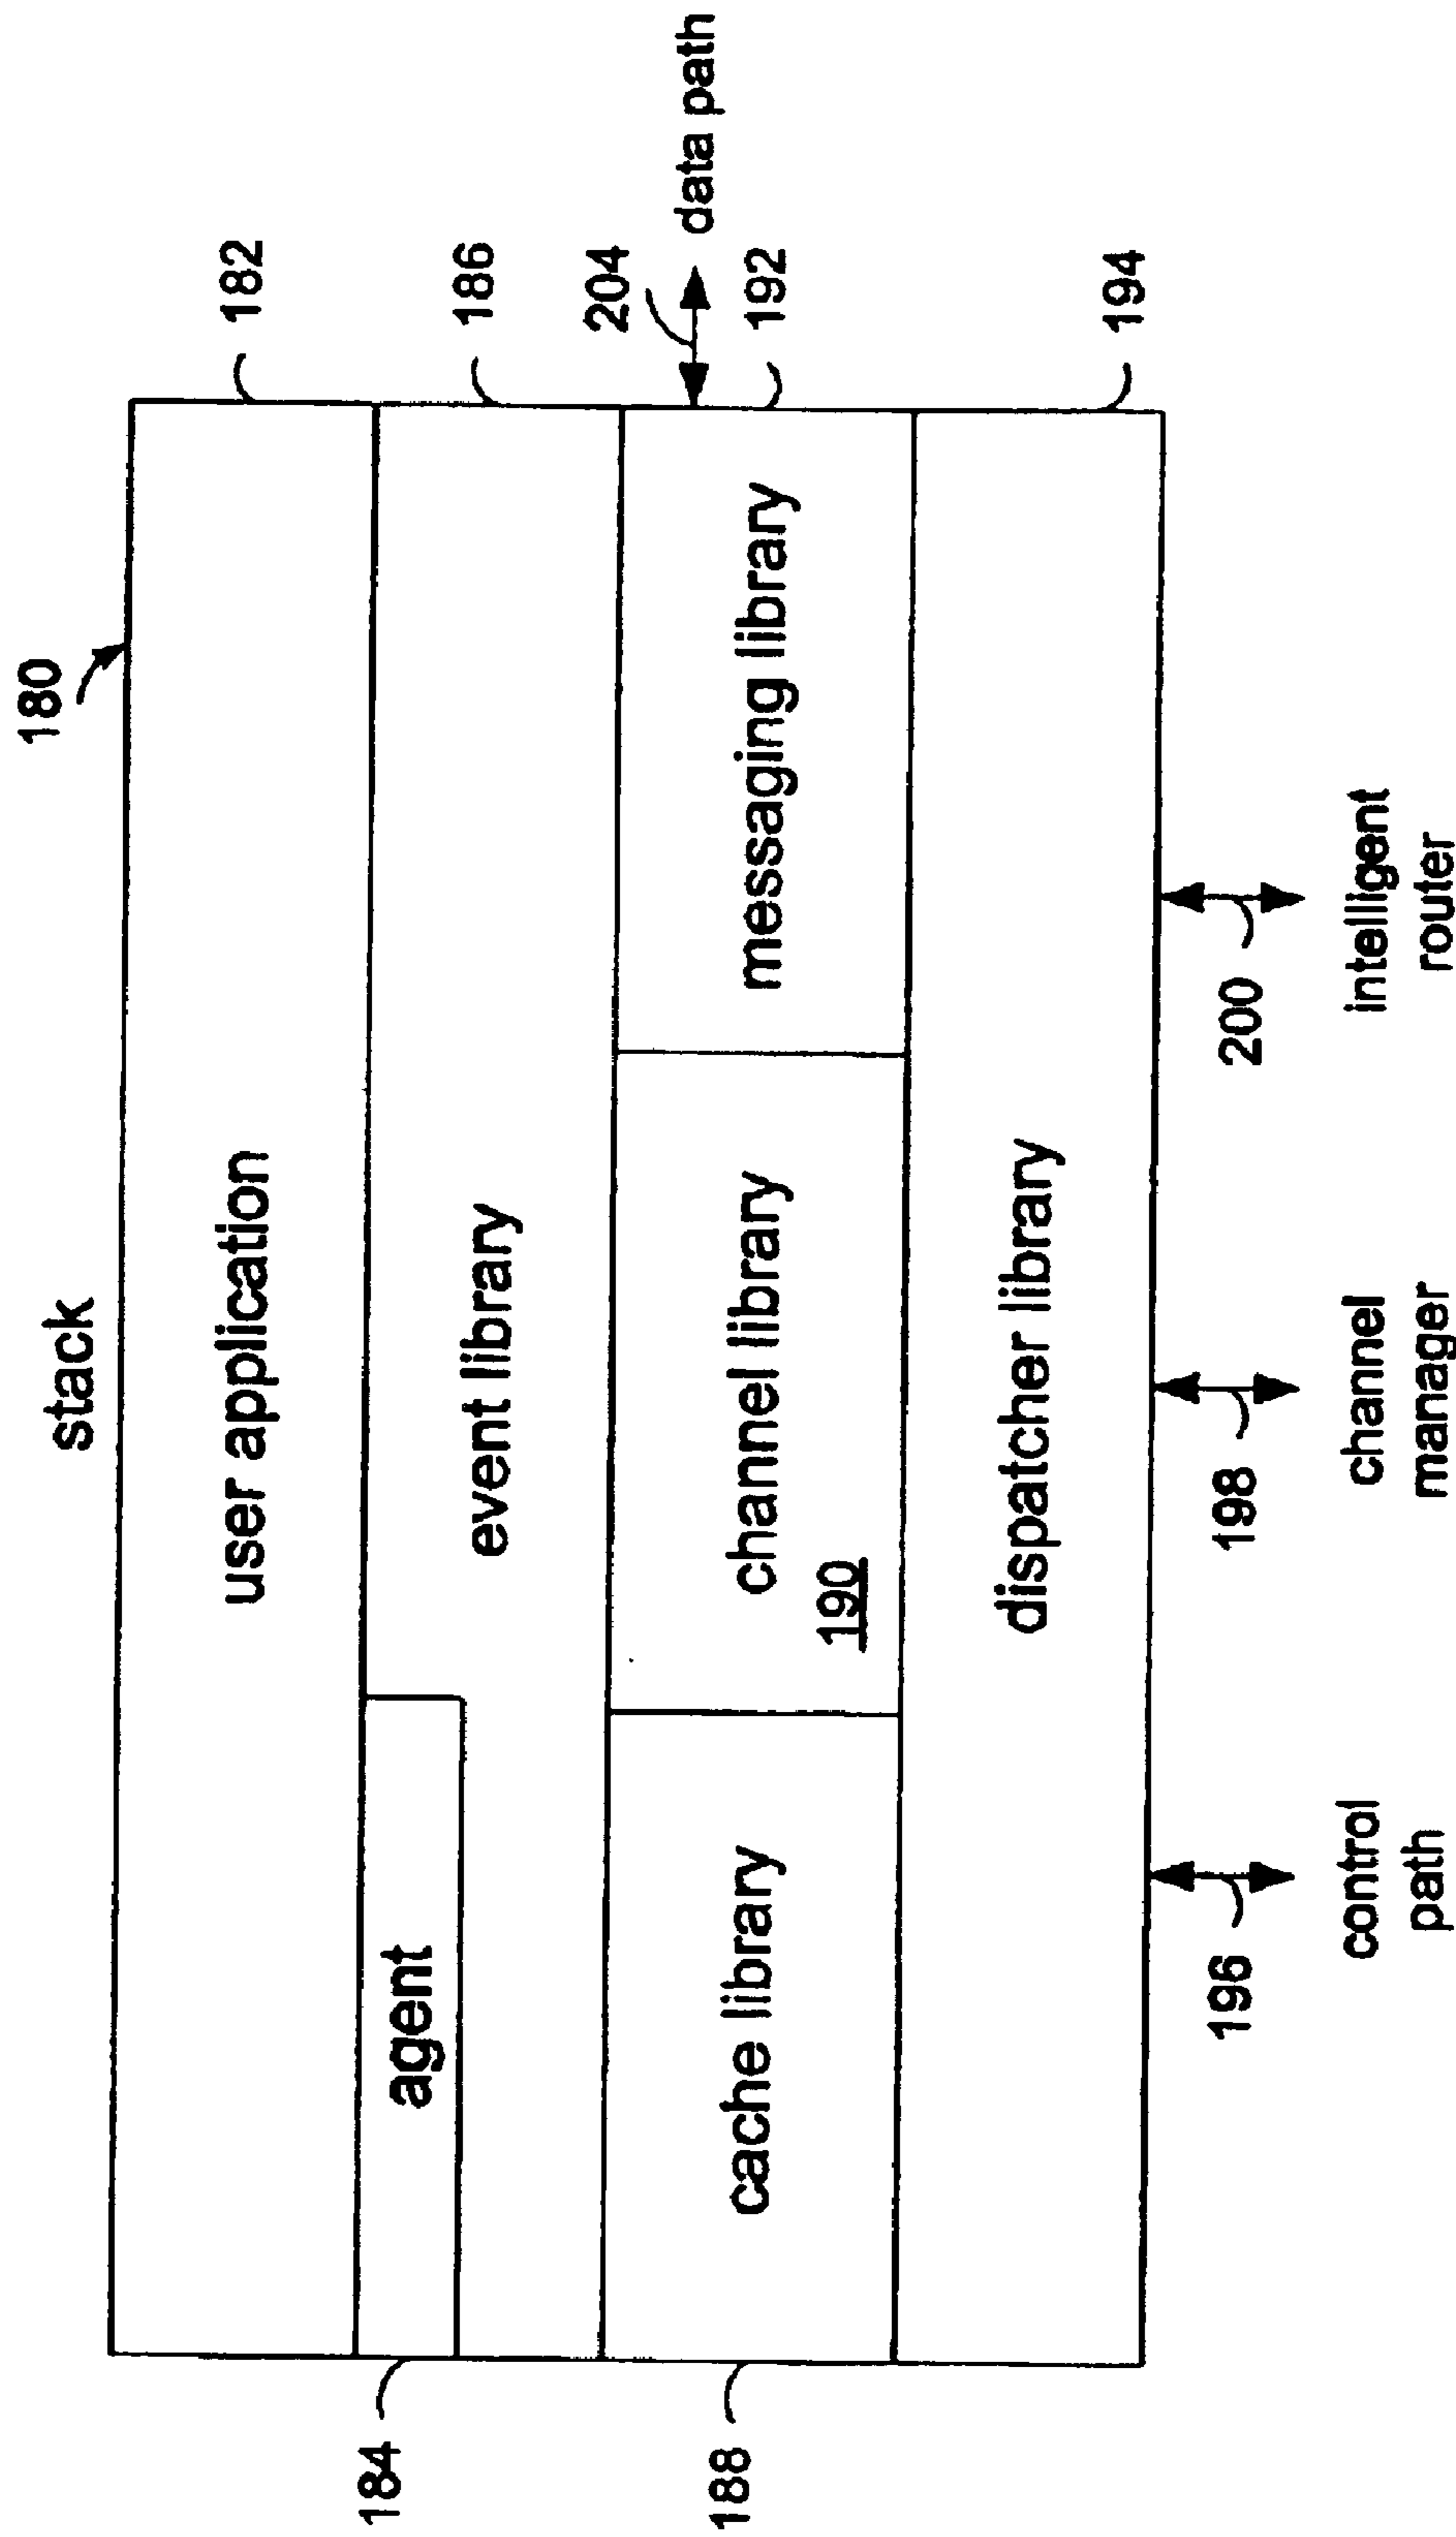 stack
180
user application
182
184
agent
event library
186
204
data path
188
cache library
channel library
190
messaging library
192
dispatcher library
194
196
198
200
control
path
channel
manager
intelligent
router